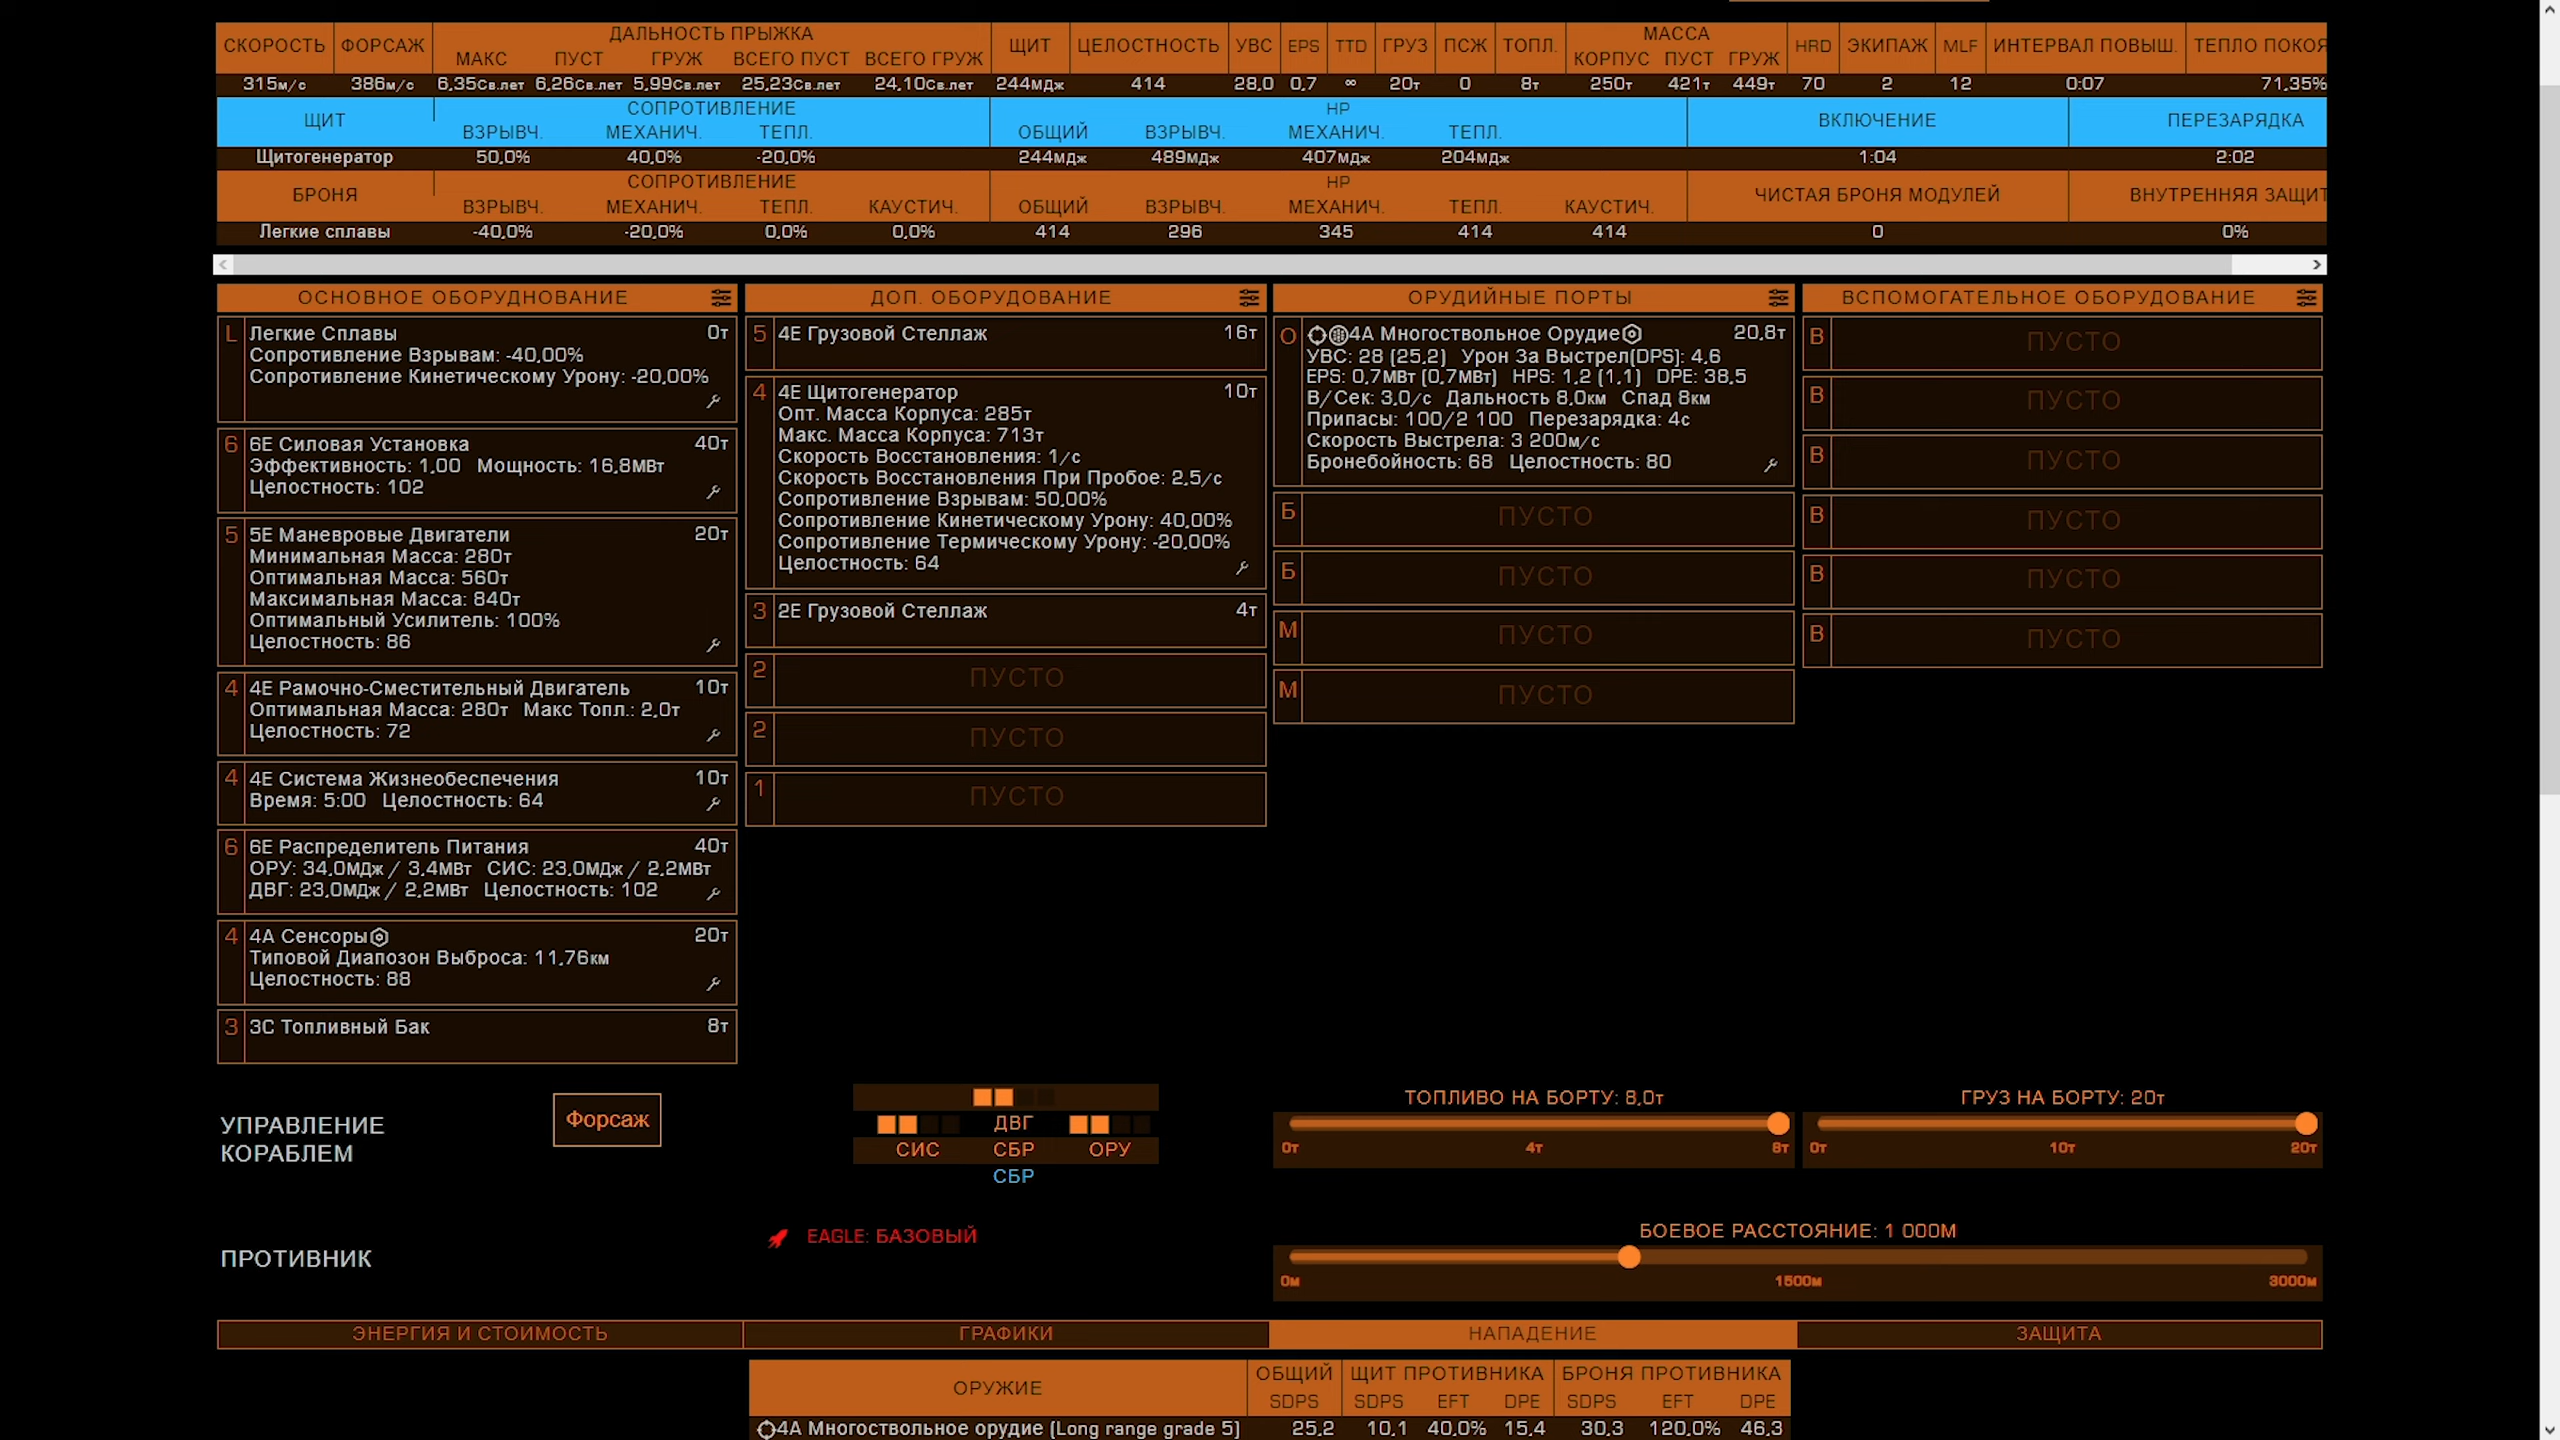 СКОРОСТЬ ФОРСАЖ ДАЛЬНОСТЬ ПРЫЖКА ЩИТ ЦЕЛОСТНОСТЬ УВС EPS TTD ГРУЗ ПСЖ ТОПЛ. МАССА HRD ЭКИПАЖ MLF ИНТЕРВАЛ ПОВЫШ. ТЕПЛО ПОКОЯ
МАКС ПУСТ ГРУЖ ВСЕГО ПУСТ ВСЕГО ГРУЖ КОРПУС ПУСТ ГРУЖ
315м/с 386м/с 6,35Св.лет 6,26Св.лет 5,99Св.лет 25,23Св.лет 24,10Св.лет 244МДж 414 28,0 0,7 ∞ 20т 0 8т 250т 421т 449т 70 2 12 0:07 71,35%
ЩИТ СОПРОТИВЛЕНИЕ HP ВКЛЮЧЕНИЕ ПЕРЕЗАРЯДКА
ВЗРЫВЧ. МЕХАНИЧ. ТЕПЛ. ОБЩИЙ ВЗРЫВЧ. МЕХАНИЧ. ТЕПЛ.
Щитогенератор 50,0% 40,0% -20,0% 244МДж 489МДж 407МДж 204МДж 1:04 2:02
БРОНЯ СОПРОТИВЛЕНИЕ HP ЧИСТАЯ БРОНЯ МОДУЛЕЙ ВНУТРЕННЯЯ ЗАЩИТ
ВЗРЫВЧ. МЕХАНИЧ. ТЕПЛ. КАУСТИЧ. ОБЩИЙ ВЗРЫВЧ. МЕХАНИЧ. ТЕПЛ. КАУСТИЧ.
Легкие сплавы -40,0% -20,0% 0,0% 0,0% 414 296 345 414 414 0 0%
ОСНОВНОЕ ОБОРУДНОВАНИЕ
L Легкие Сплавы 0т
Сопротивление Взрывам: -40,00%
Сопротивление Кинетическому Урону: -20,00%
6 6E Силовая Установка 40т
Эффективность: 1,00 Мощность: 16,8МВт
Целостность: 102
5 5E Маневровые Двигатели 20т
Минимальная Масса: 280т
Оптимальная Масса: 560т
Максимальная Масса: 840т
Оптимальный Усилитель: 100%
Целостность: 86
4 4E Рамочно-Сместительный Двигатель 10т
Оптимальная Масса: 280т Макс Топл.: 2,0т
Целостность: 72
4 4E Система Жизнеобеспечения 10т
Время: 5:00 Целостность: 64
6 6E Распределитель Питания 40т
ОРУ: 34,0МДж / 3,4МВт СИС: 23,0МДж / 2,2МВт
ДВГ: 23,0МДж / 2,2МВт Целостность: 102
4 4A Сенсоры 20т
Типовой Диапозон Выброса: 11,76км
Целостность: 88
3 3C Топливный Бак 8т
ДОП. ОБОРУДОВАНИЕ
5 4E Грузовой Стеллаж 16т
4 4E Щитогенератор 10т
Опт. Масса Корпуса: 285т
Макс. Масса Корпуса: 713т
Скорость Восстановления: 1/с
Скорость Восстановления При Пробое: 2,5/с
Сопротивление Взрывам: 50,00%
Сопротивление Кинетическому Урону: 40,00%
Сопротивление Термическому Урону: -20,00%
Целостность: 64
3 2E Грузовой Стеллаж 4т
2 ПУСТО
2 ПУСТО
1 ПУСТО
ОРУДИЙНЫЕ ПОРТЫ
О 4A Многоствольное Орудие 20,8т
УВС: 28 (25,2) Урон За Выстрел(DPS): 4,6
EPS: 0,7МВт (0,7МВт) HPS: 1,2 (1,1) DPE: 38,5
В/Сек: 3,0/с Дальность 8,0км Спад 8км
Припасы: 100/2 100 Перезарядка: 4с
Скорость Выстрела: 3 200м/с
Бронебойность: 68 Целостность: 80
Б ПУСТО
Б ПУСТО
М ПУСТО
М ПУСТО
ВСПОМОГАТЕЛЬНОЕ ОБОРУДОВАНИЕ
В ПУСТО
В ПУСТО
В ПУСТО
В ПУСТО
В ПУСТО
В ПУСТО
УПРАВЛЕНИЕ
КОРАБЛЕМ
Форсаж
ДВГ
СИС СБР ОРУ
СБР
ТОПЛИВО НА БОРТУ: 8,0т
0т 4т 8т
ГРУЗ НА БОРТУ: 20т
0т 10т 20т
ПРОТИВНИК
EAGLE: БАЗОВЫЙ
БОЕВОЕ РАССТОЯНИЕ: 1 000М
0м 1500м 3000м
ЭНЕРГИЯ И СТОИМОСТЬ ГРАФИКИ НАПАДЕНИЕ ЗАЩИТА
ОРУЖИЕ ОБЩИЙ ЩИТ ПРОТИВНИКА БРОНЯ ПРОТИВНИКА
SDPS SDPS EFT DPE SDPS EFT DPE
4A Многоствольное орудие (Long range grade 5) 25,2 10,1 40,0% 15,4 30,3 120,0% 46,3